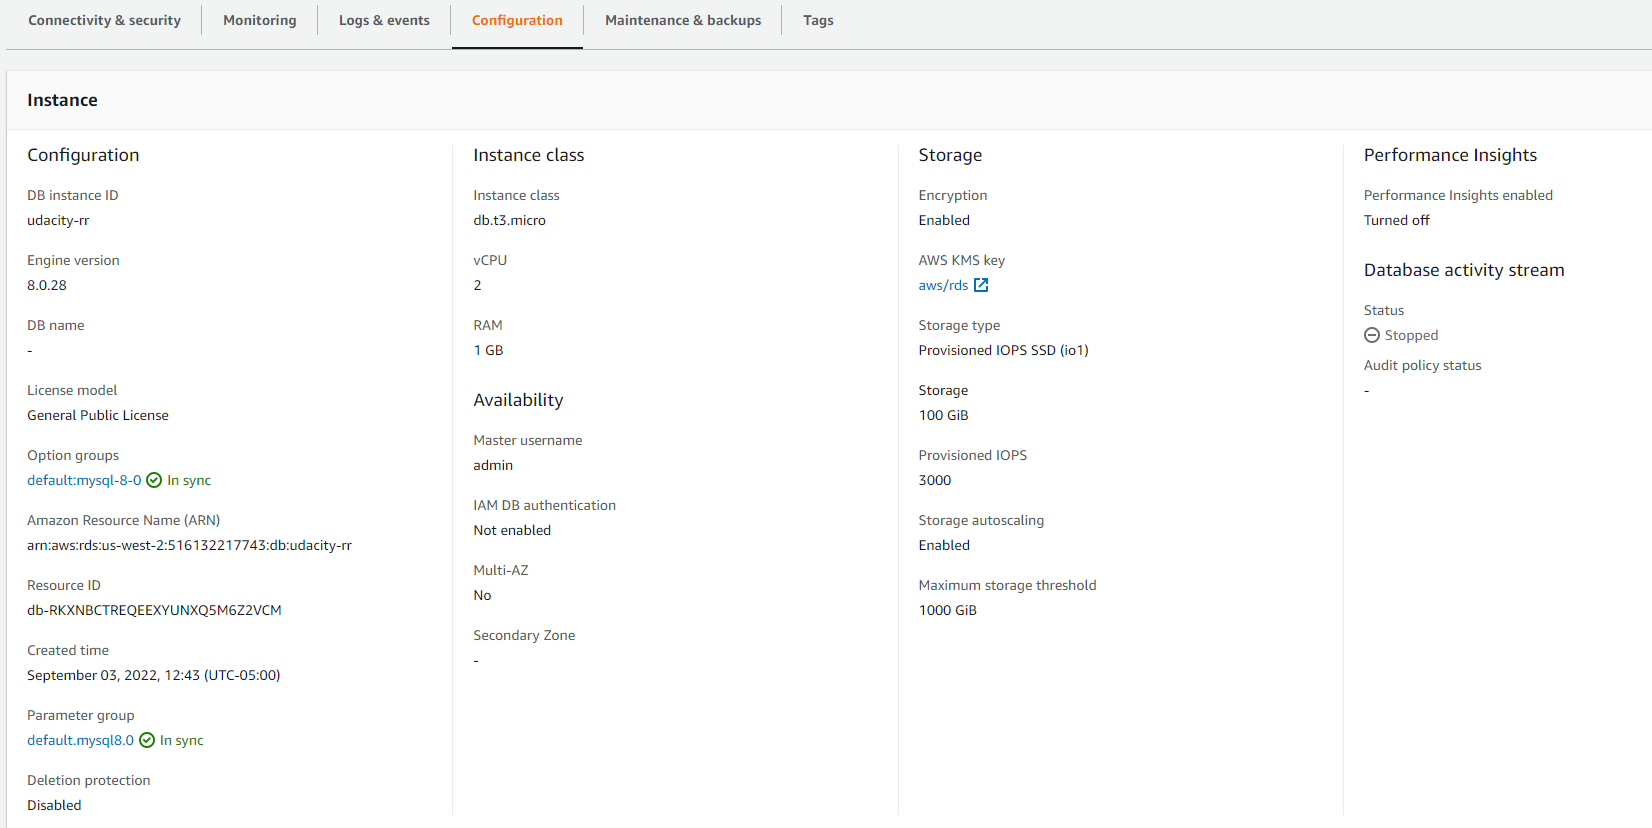 Connectivity & security
Monitoring
Logs & events
Configuration
Maintenance & backups
Tags
Instance
Configuration
DB instance ID
udacity-rr
Engine version
8.0.28
DB name
-
License model
General Public License
Option groups
default:mysql-8-0 In sync
Amazon Resource Name (ARN)
arn:aws:rds:us-west-2:516132217743:db:udacity-rr
Resource ID
db-RKXNBCTREQEEXYUNXQ5M6Z2VCM
Created time
September 03, 2022, 12:43 (UTC-05:00)
Parameter group
default.mysql8.0 In sync
Deletion protection
Disabled
Instance class
Instance class
db.t3.micro
vCPU
2
RAM
1 GB
Availability
Master username
admin
IAM DB authentication
Not enabled
Multi-AZ
No
Secondary Zone
-
Storage
Encryption
Enabled
AWS KMS key
aws/rds
Storage type
Provisioned IOPS SSD (io1)
Storage
100 GiB
Provisioned IOPS
3000
Storage autoscaling
Enabled
Maximum storage threshold
1000 GiB
Performance Insights
Performance Insights enabled
Turned off
Database activity stream
Status
Stopped
Audit policy status
-